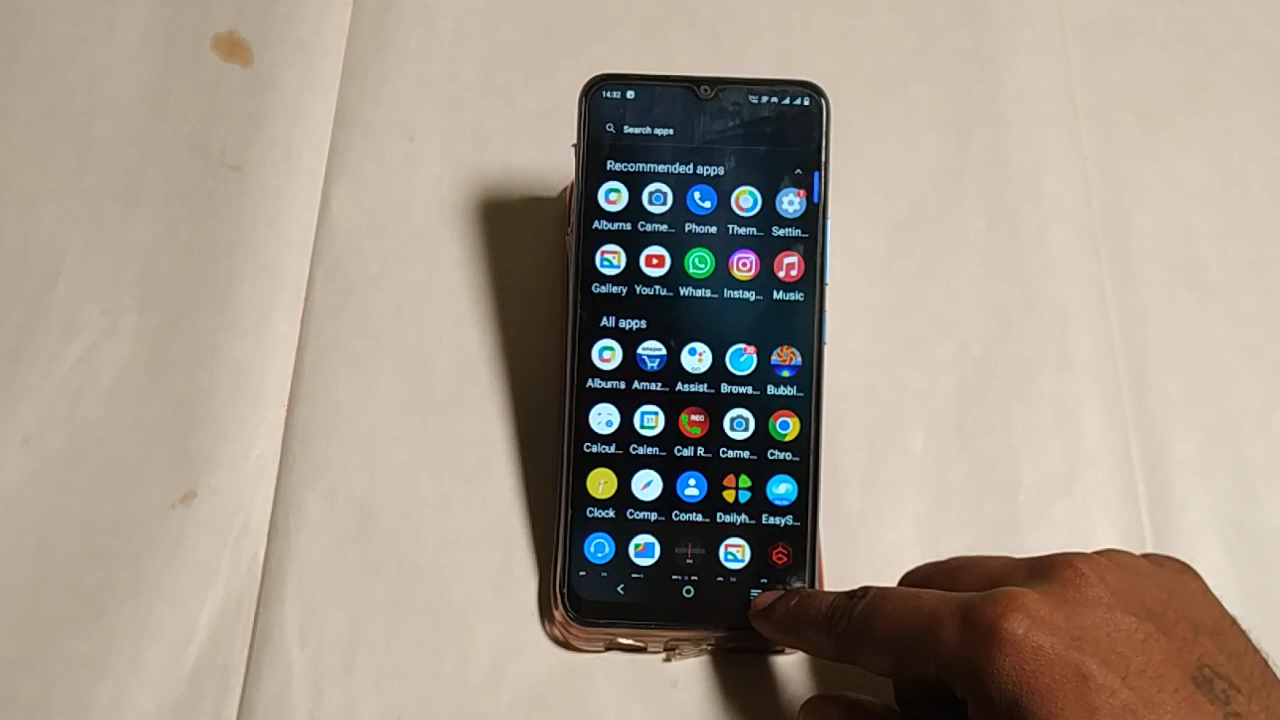 14:32
Search apps
Recommended apps
Albums Came... Phone Them... Settin...
Gallery YouTu... Whats... Instag... Music
All apps
Albums Amaz... Assist... Brows... Bubbl...
Calcul... Calen... Call R... Came... Chro...
Clock Comp... Conta... Dailyh... EasyS...